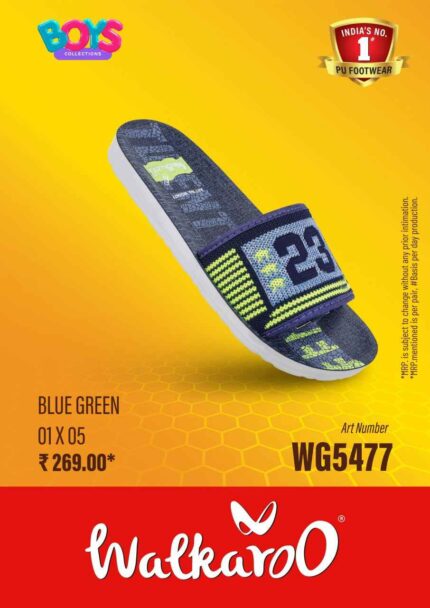 BOYS
COLLECTIONS
INDIA'S NO.
1*
PU FOOTWEAR
23
*MRP. is subject to change without any prior intimation.
*MRP.mentioned is per pair. #Basis per day production.
BLUE GREEN
01 X 05
₹ 269.00*
Art Number
WG5477
Walkaroo®